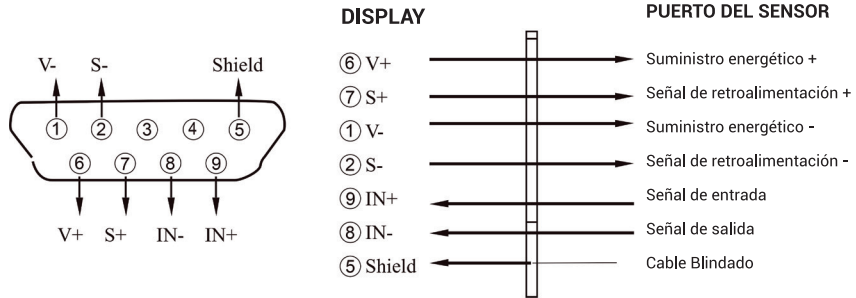 DISPLAY
PUERTO DEL SENSOR
V-
S-
Shield
① ② ③ ④ ⑤
⑥ ⑦ ⑧ ⑨
V+
S+
IN-
IN+
⑥ V+
Suministro energético +
⑦ S+
Señal de retroalimentación +
① V-
Suministro energético -
② S-
Señal de retroalimentación -
⑨ IN+
Señal de entrada
⑧ IN-
Señal de salida
⑤ Shield
Cable Blindado